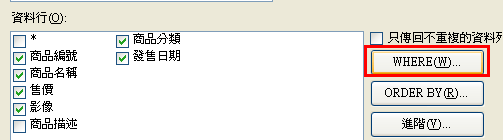 資料行(O):
*
商品編號
商品名稱
售價
影像
商品描述
商品分類
發售日期
只傳回不重複的資料列
WHERE(W)...
ORDER BY(R)...
進階(V)...